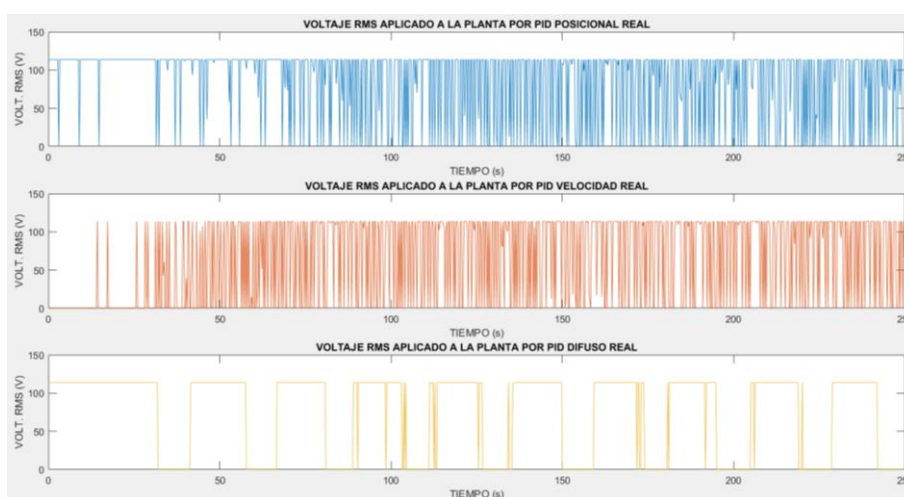 VOLTAJE RMS APLICADO A LA PLANTA POR PID POSICIONAL REAL
150
100
50
0
VOLT. RMS (V)
0 50 100 150 200 250
TIEMPO (s)
VOLTAJE RMS APLICADO A LA PLANTA POR PID VELOCIDAD REAL
150
100
50
0
VOLT. RMS (V)
0 50 100 150 200 250
TIEMPO (s)
VOLTAJE RMS APLICADO A LA PLANTA POR PID DIFUSO REAL
150
100
50
0
VOLT. RMS (V)
0 50 100 150 200 250
TIEMPO (s)